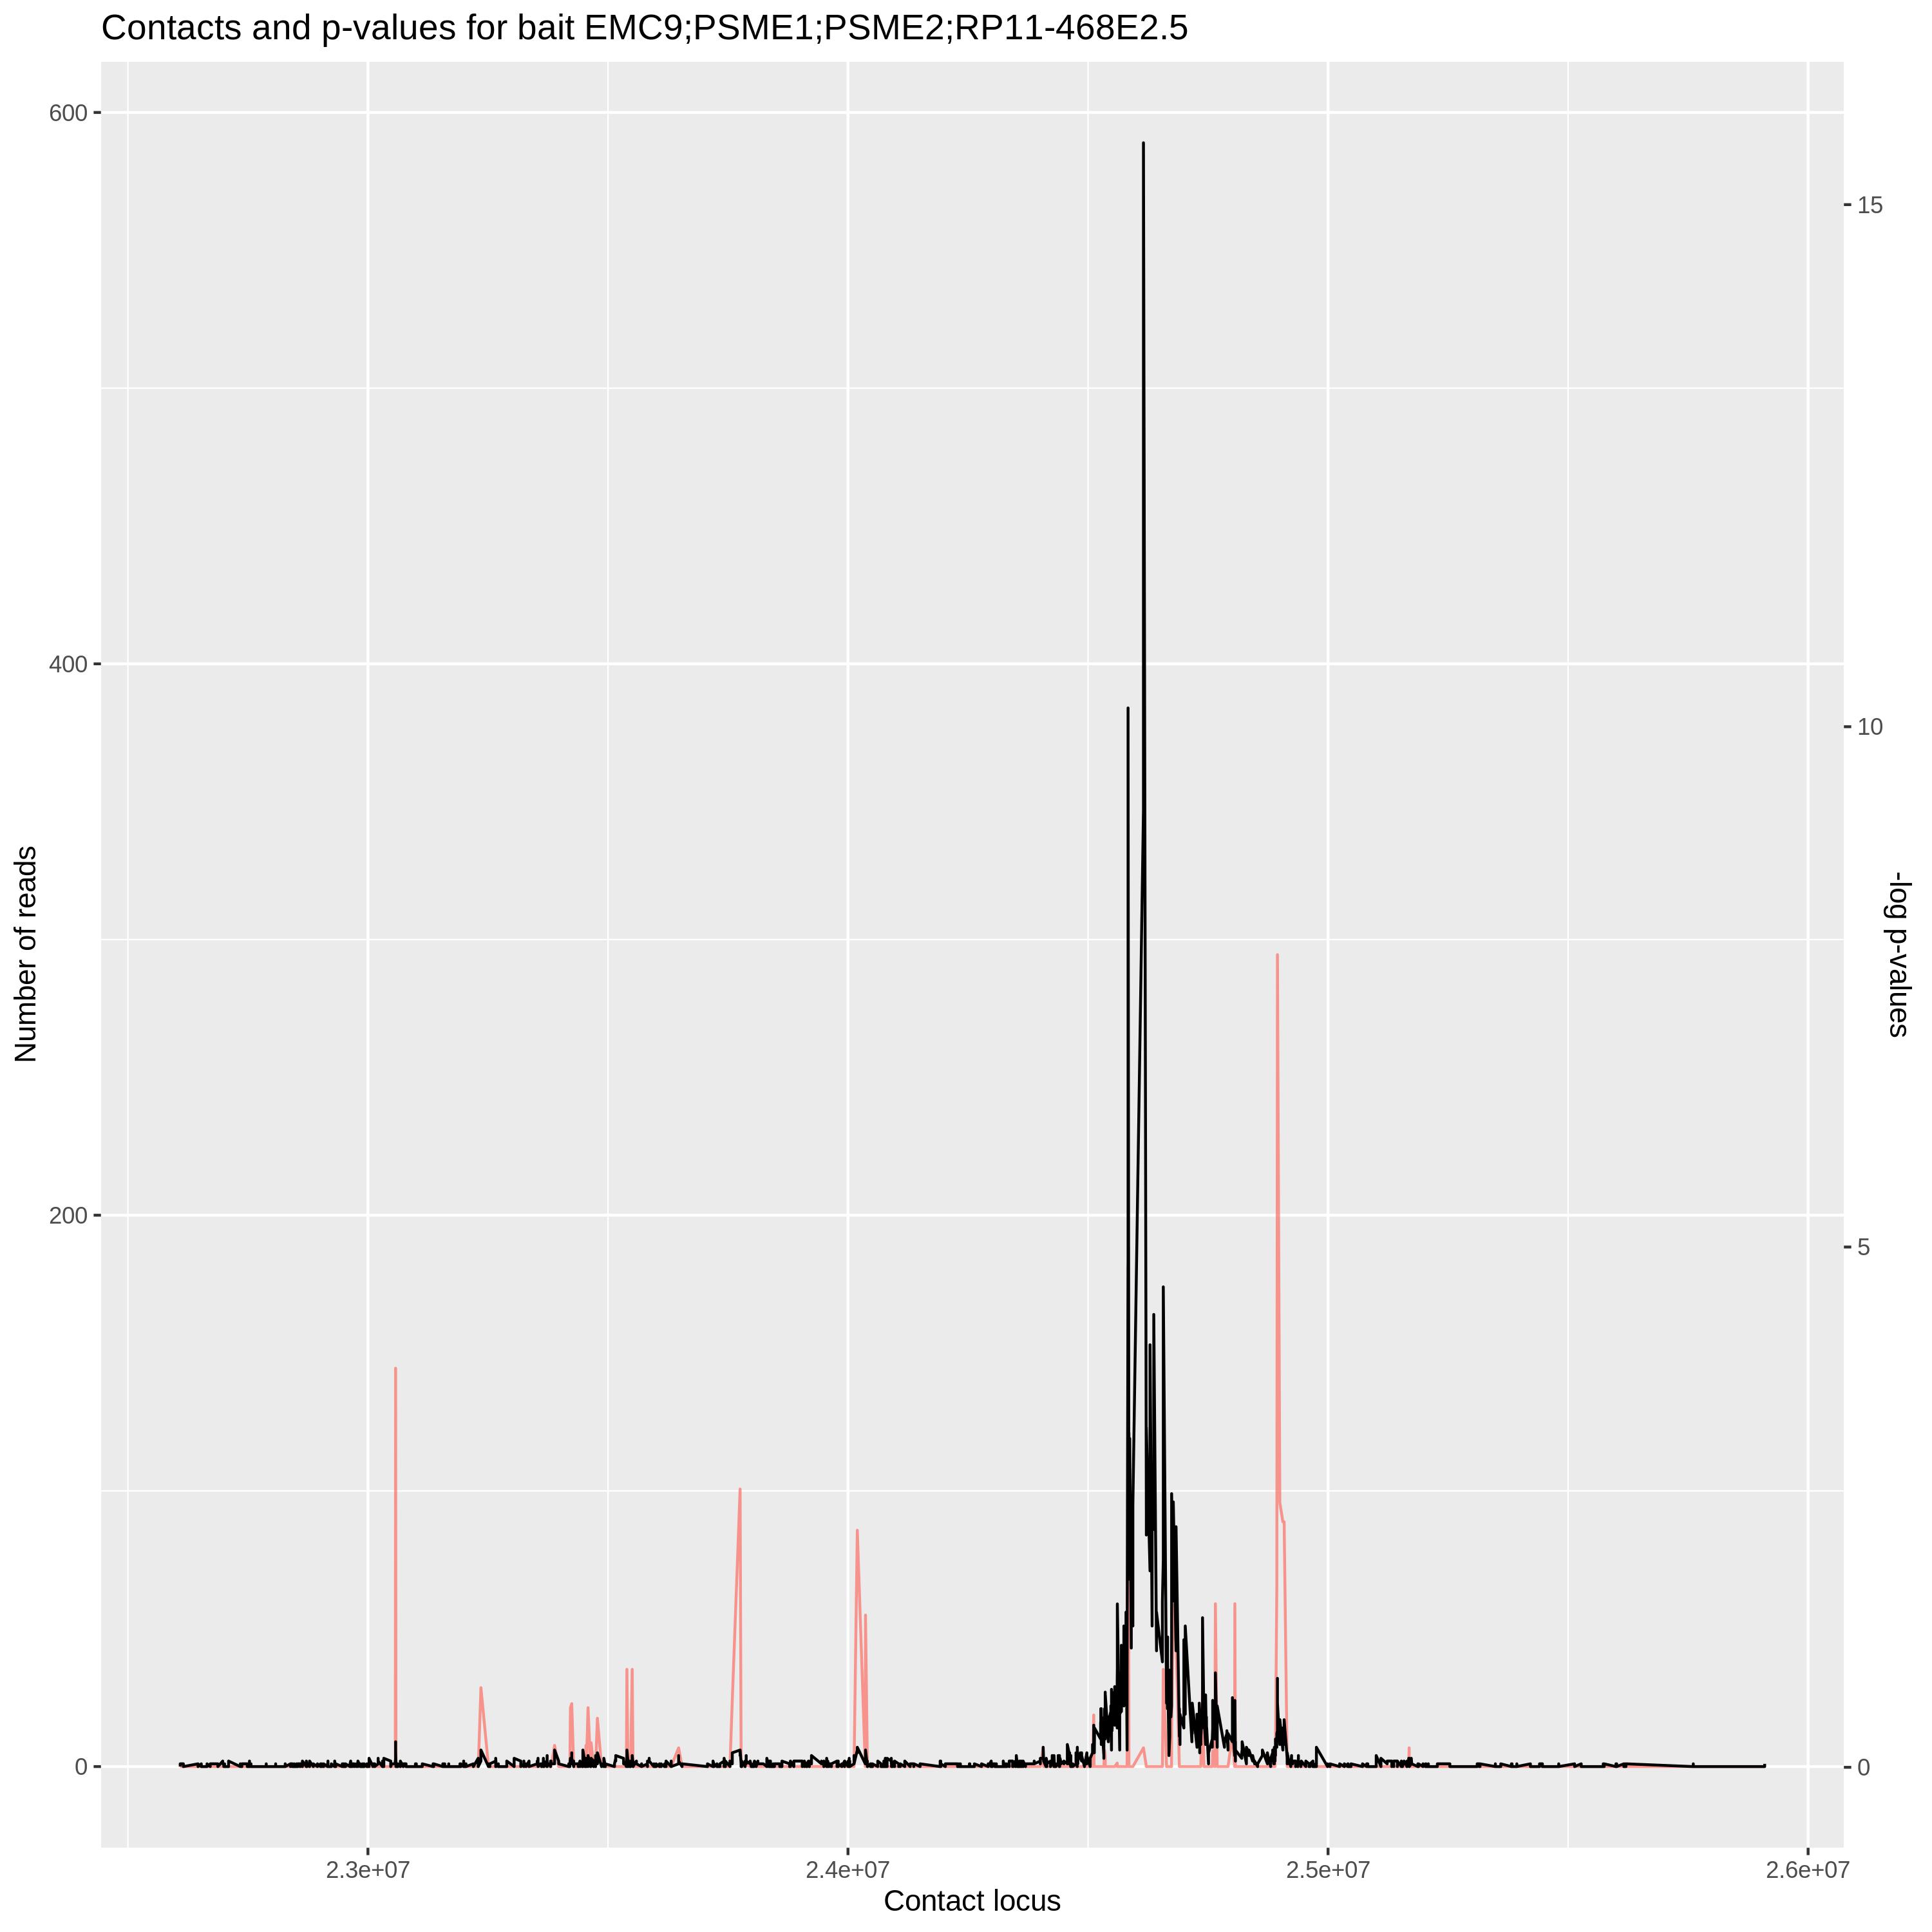 Contacts and p-values for bait EMC9;PSME1;PSME2;RP11-468E2.5
600
400
200
0
Number of reads
15
10
5
0
-log p-values
2.3e+07
2.4e+07
2.5e+07
2.6e+07
Contact locus